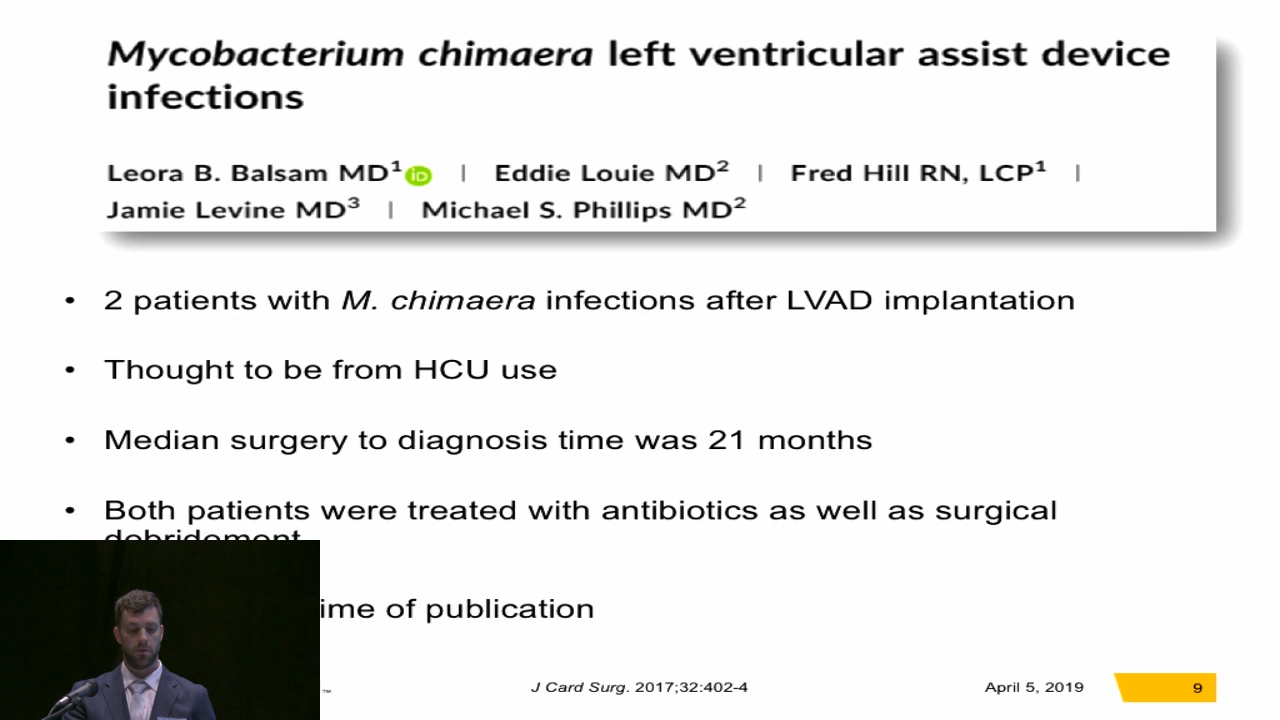 Mycobacterium chimaera left ventricular assist device
infections
Leora B. Balsam MD1 iD | Eddie Louie MD2 | Fred Hill RN, LCP1 |
Jamie Levine MD3 | Michael S. Phillips MD2
• 2 patients with M. chimaera infections after LVAD implantation
• Thought to be from HCU use
• Median surgery to diagnosis time was 21 months
• Both patients were treated with antibiotics as well as surgical
debridement
ime of publication
™ J Card Surg. 2017;32:402-4 April 5, 2019 9